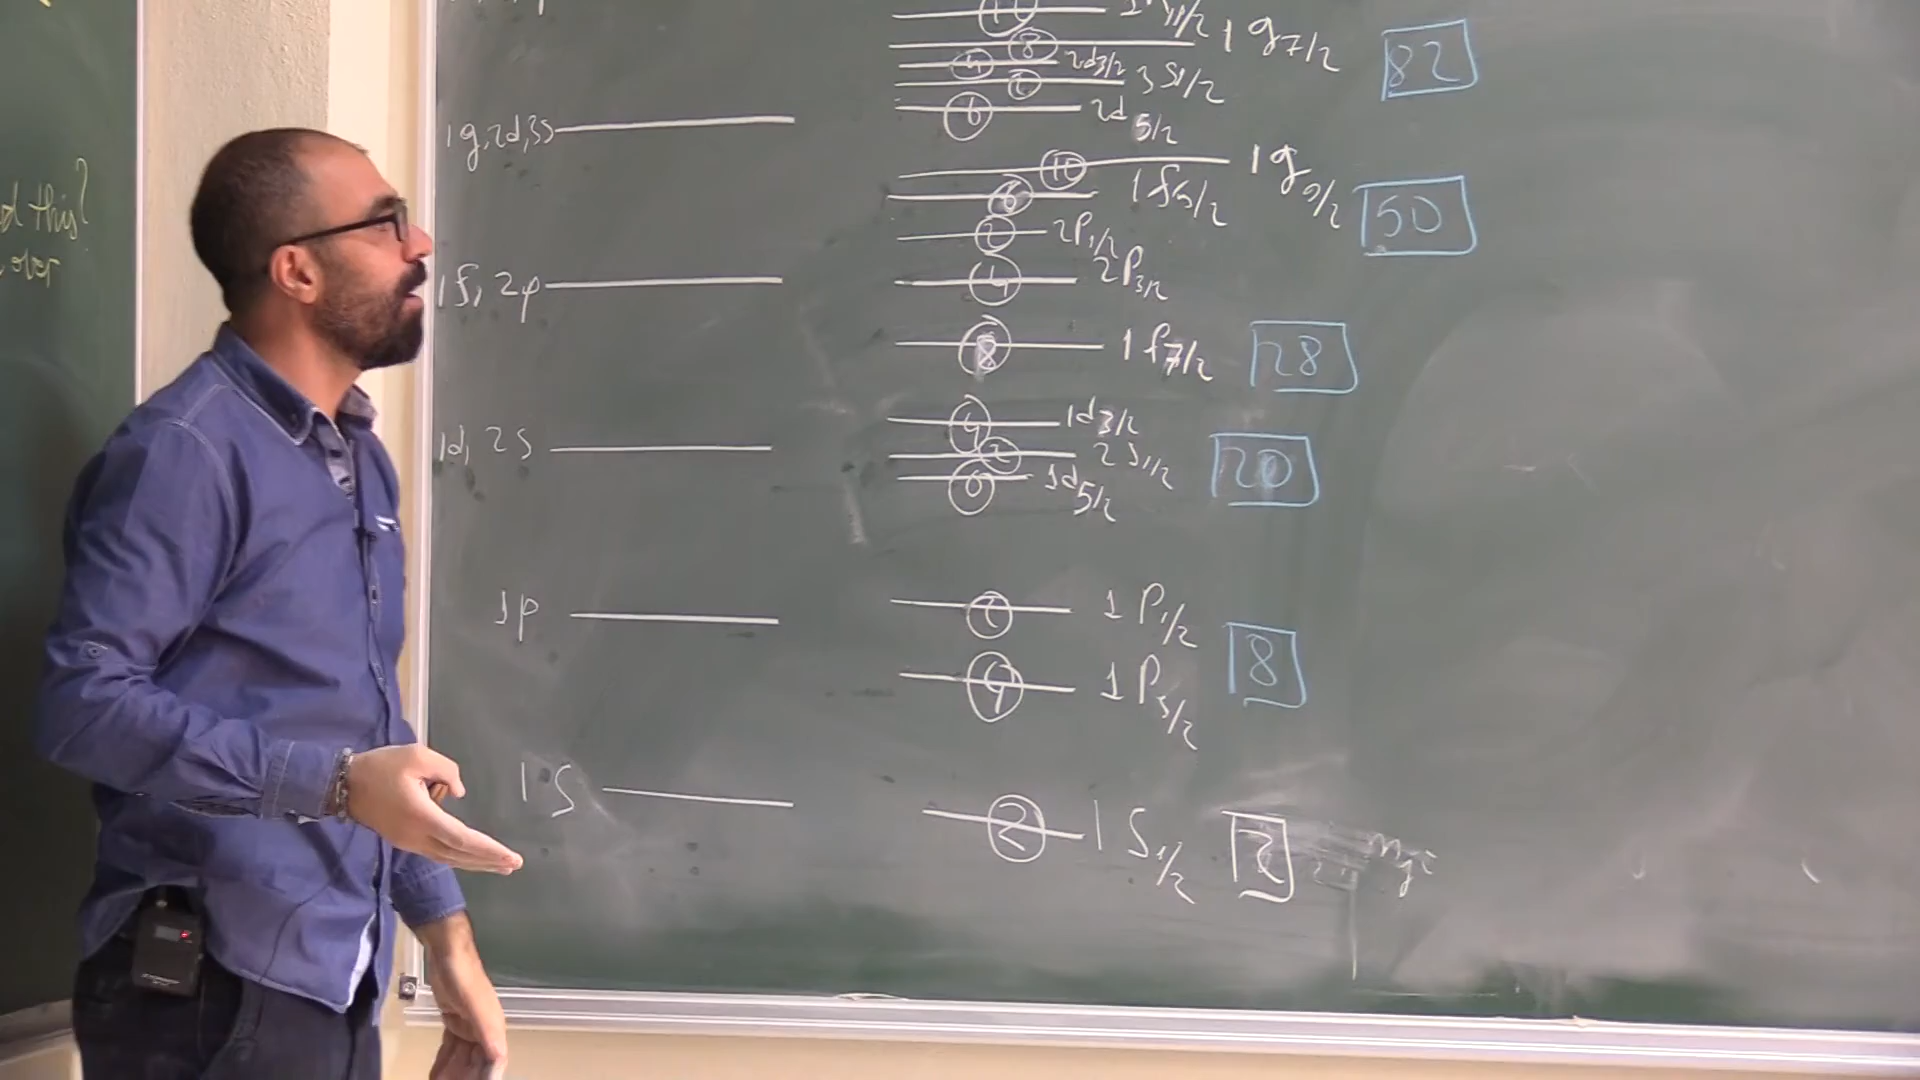 d this?
over
1g7/2
82
8
4 2d3/2
2 3s1/2
1g,2d,3s
6 2d5/2
10 1g9/2
6 1f5/2
50
2 2p1/2
1f, 2p
4 2p3/2
8 1f7/2
28
4 1d3/2
1d, 2s
2 2s1/2
20
6 1d5/2
1p
2 1p1/2
8
4 1p3/2
1s
2 1s1/2
2